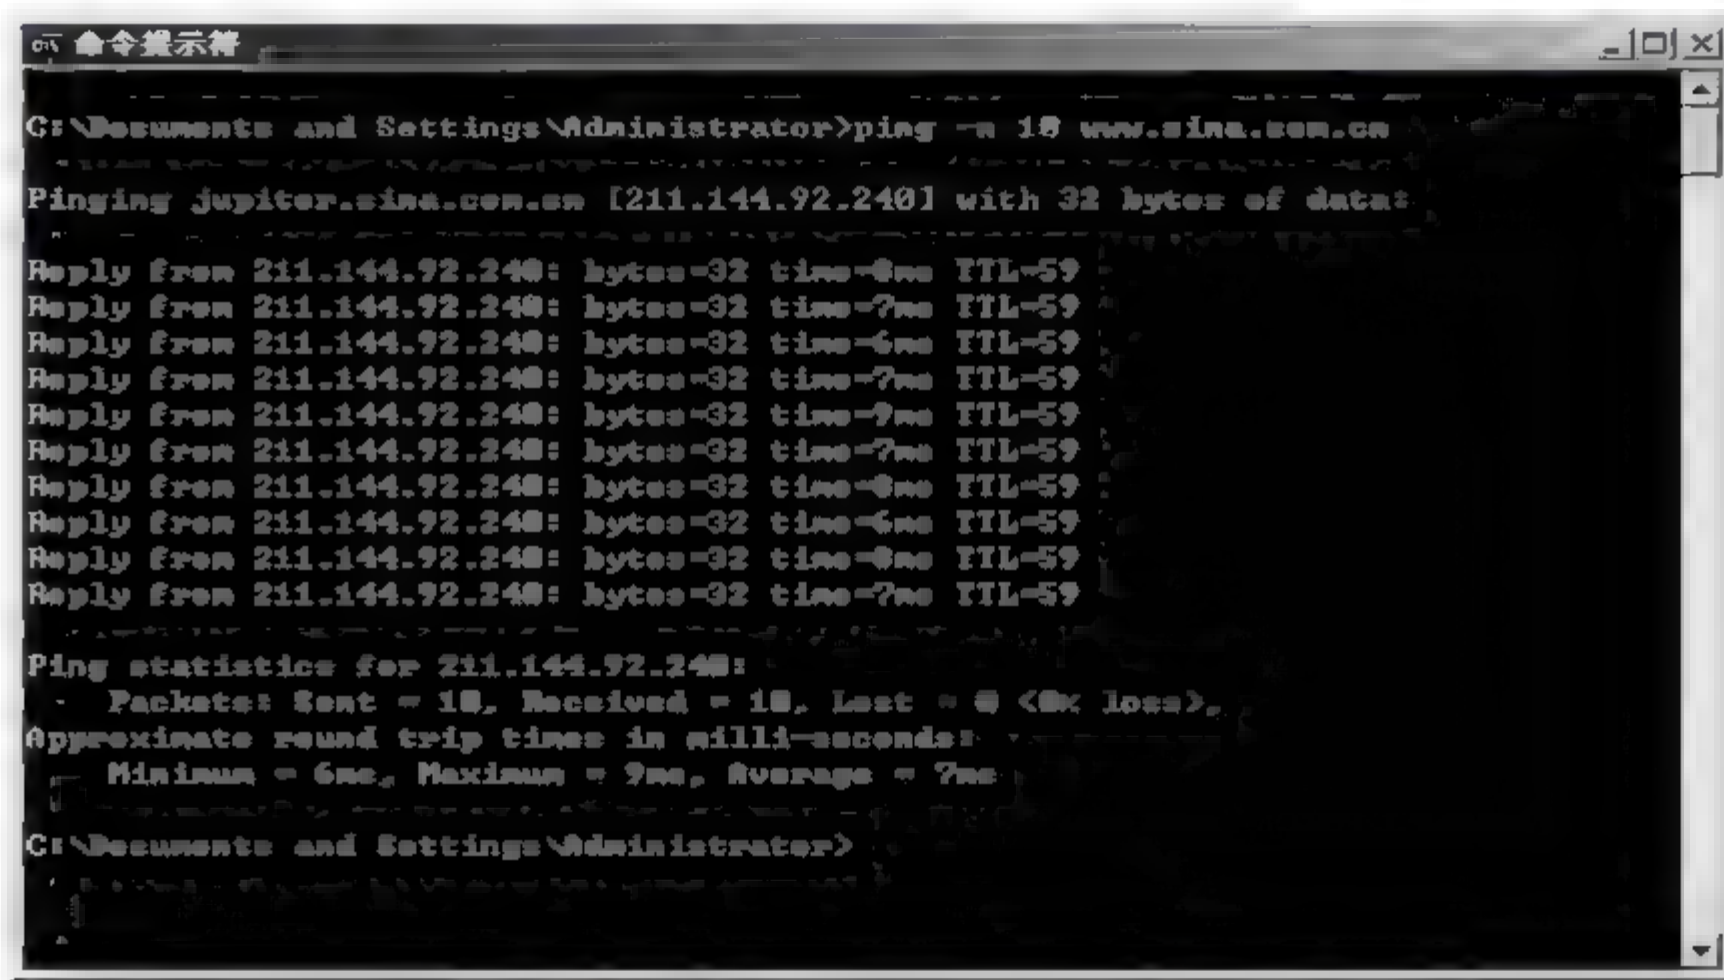 命令提示符
C:\Documents and Settings\Administrator>ping -n 10 www.sina.com.cn
Pinging jupiter.sina.com.cn [211.144.92.240] with 32 bytes of data:
Reply from 211.144.92.240: bytes=32 time=8ms TTL=59
Reply from 211.144.92.240: bytes=32 time=7ms TTL=59
Reply from 211.144.92.240: bytes=32 time=6ms TTL=59
Reply from 211.144.92.240: bytes=32 time=7ms TTL=59
Reply from 211.144.92.240: bytes=32 time=9ms TTL=59
Reply from 211.144.92.240: bytes=32 time=7ms TTL=59
Reply from 211.144.92.240: bytes=32 time=8ms TTL=59
Reply from 211.144.92.240: bytes=32 time=6ms TTL=59
Reply from 211.144.92.240: bytes=32 time=8ms TTL=59
Reply from 211.144.92.240: bytes=32 time=7ms TTL=59
Ping statistics for 211.144.92.240:
Packets: Sent = 10, Received = 10, Lost = 0 <0% loss>,
Approximate round trip times in milli-seconds:
Minimum = 6ms, Maximum = 9ms, Average = 7ms
C:\Documents and Settings\Administrator>